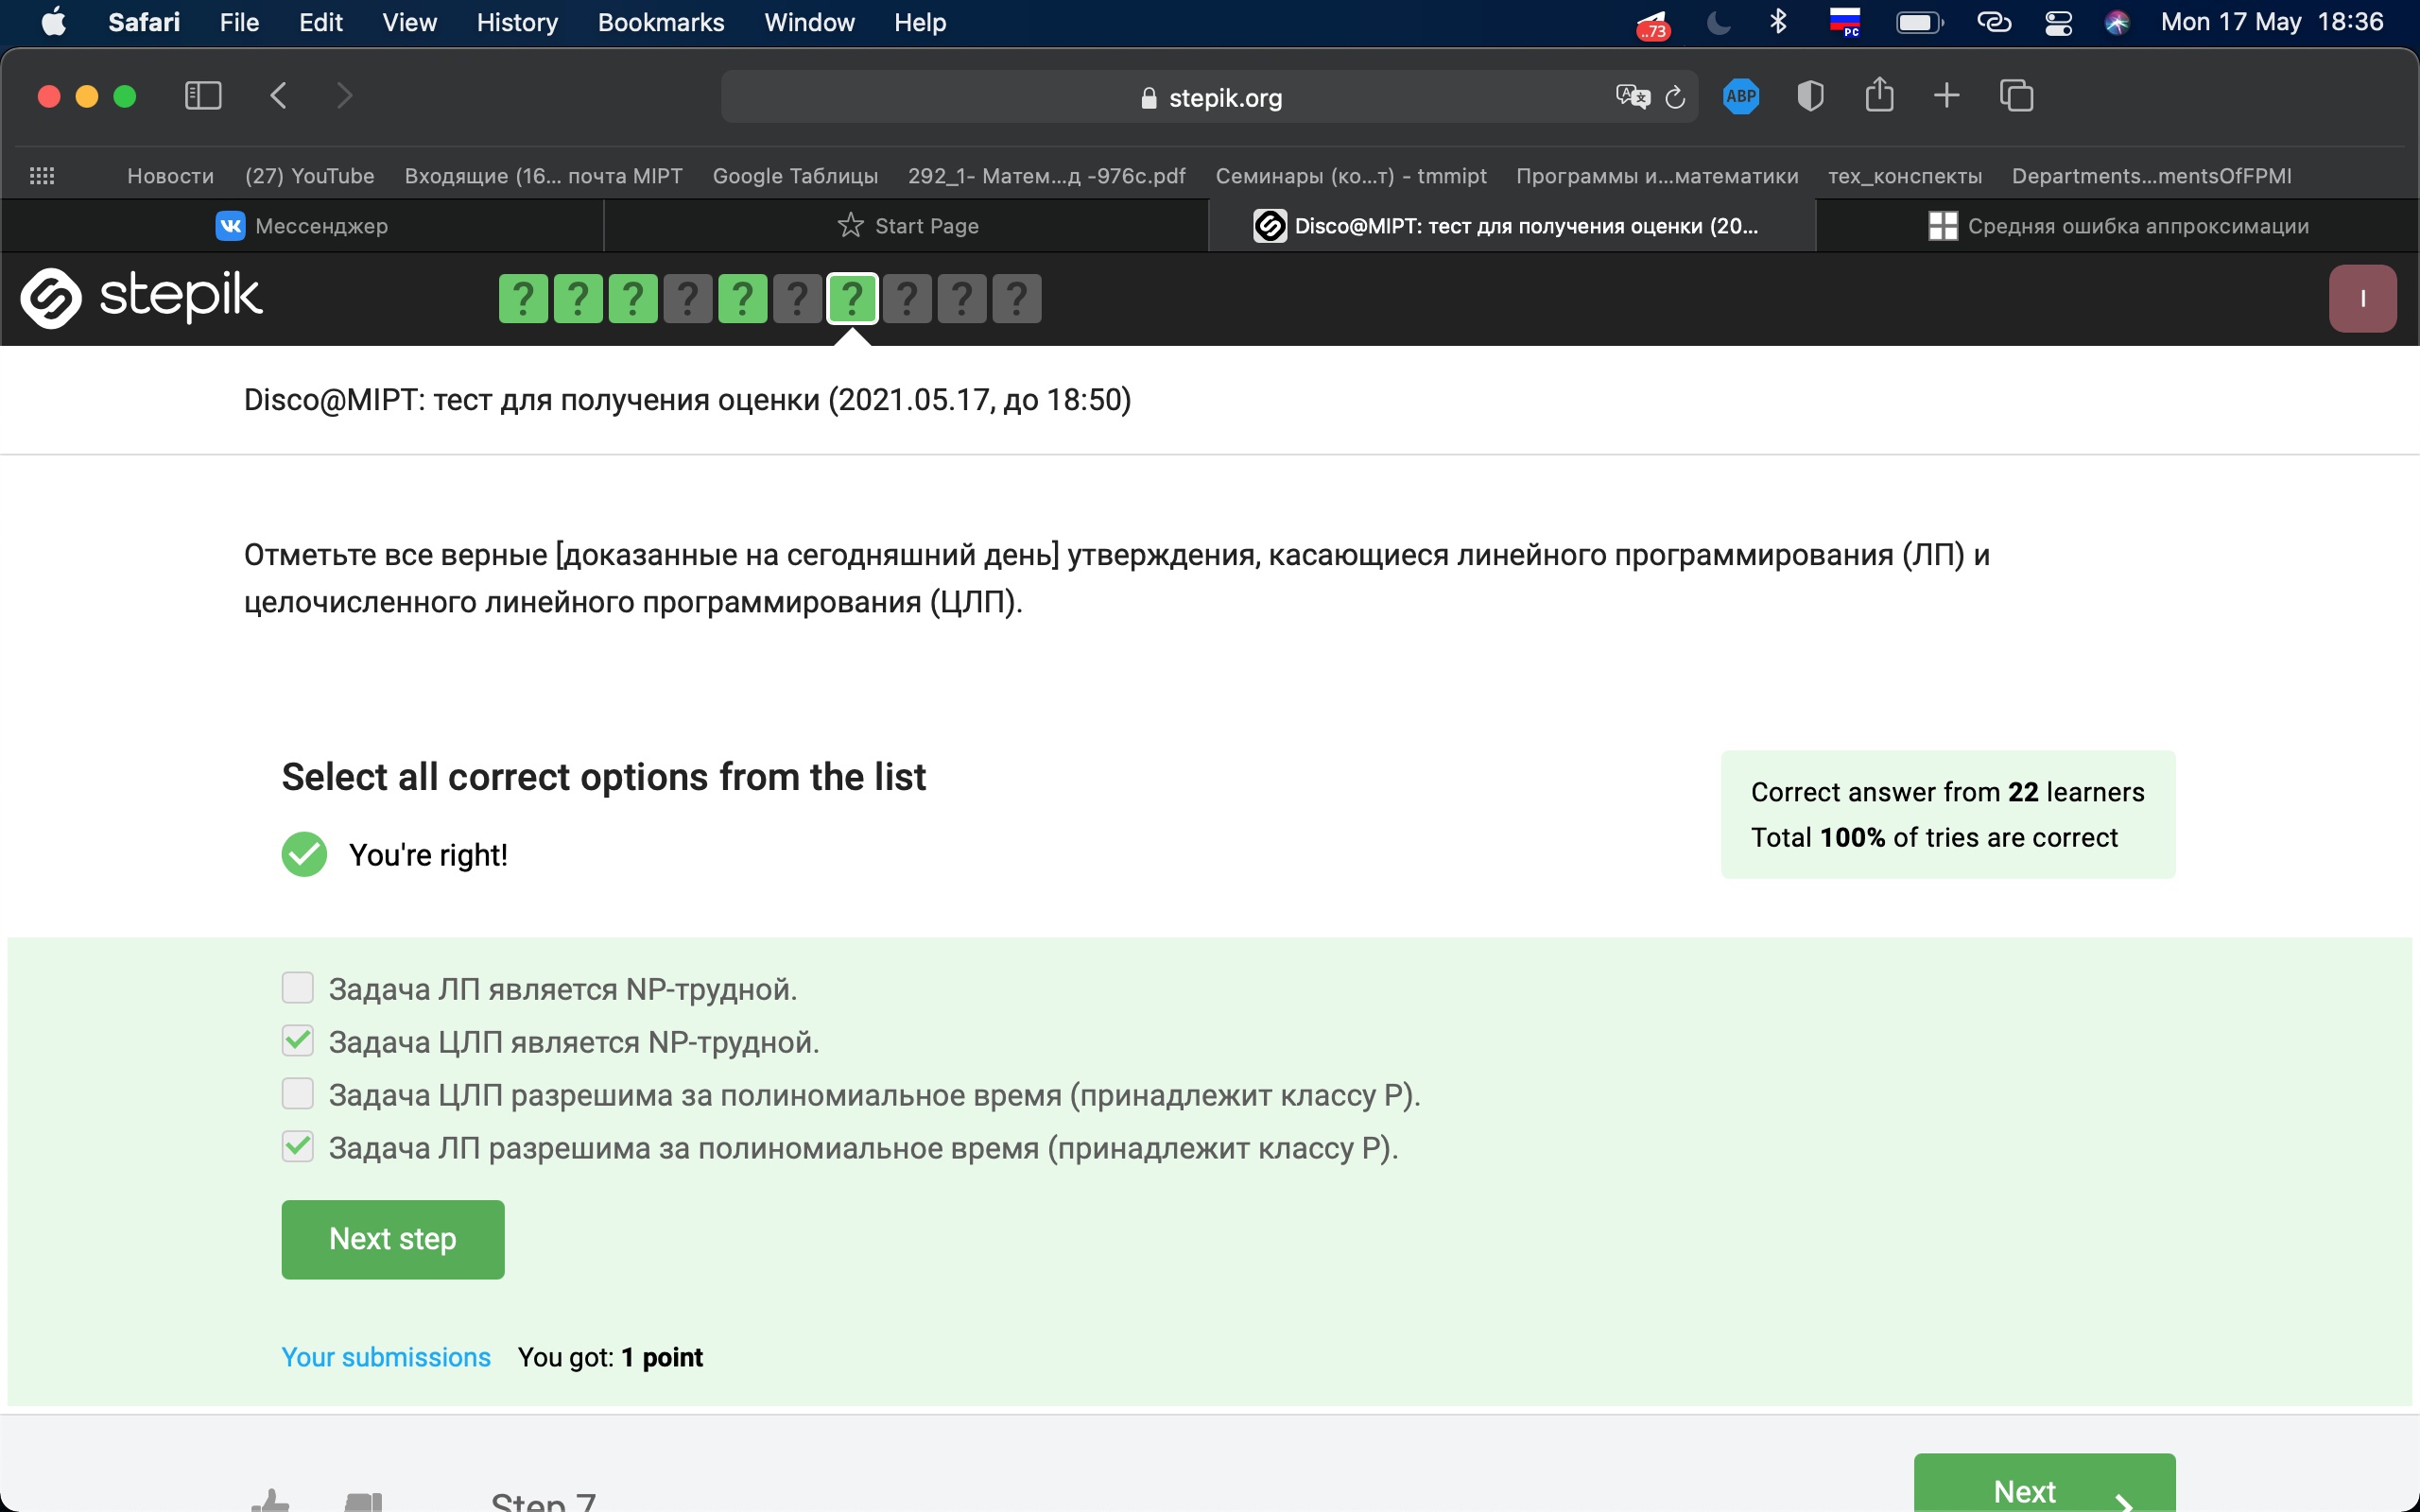 Safari File Edit View History Bookmarks Window Help ..73 РС Mon 17 May 18:36
stepik.org ABP
Новости (27) YouTube Входящие (16... почта MIPT Google Таблицы 292_1- Матем...д -976с.pdf Семинары (ко...т) - tmmipt Программы и...математики тех_конспекты Departments...mentsOfFPMI
Мессенджер Start Page Disco@MIPT: тест для получения оценки (20... Средняя ошибка аппроксимации
stepik ? ? ? ? ? ? ? ? ? ? I
Disco@MIPT: тест для получения оценки (2021.05.17, до 18:50)
Отметьте все верные [доказанные на сегодняшний день] утверждения, касающиеся линейного программирования (ЛП) и
целочисленного линейного программирования (ЦЛП).
Select all correct options from the list
Correct answer from 22 learners
Total 100% of tries are correct
You're right!
Задача ЛП является NP-трудной.
Задача ЦЛП является NP-трудной.
Задача ЦЛП разрешима за полиномиальное время (принадлежит классу P).
Задача ЛП разрешима за полиномиальное время (принадлежит классу P).
Next step
Your submissions You got: 1 point
Step 7
Next